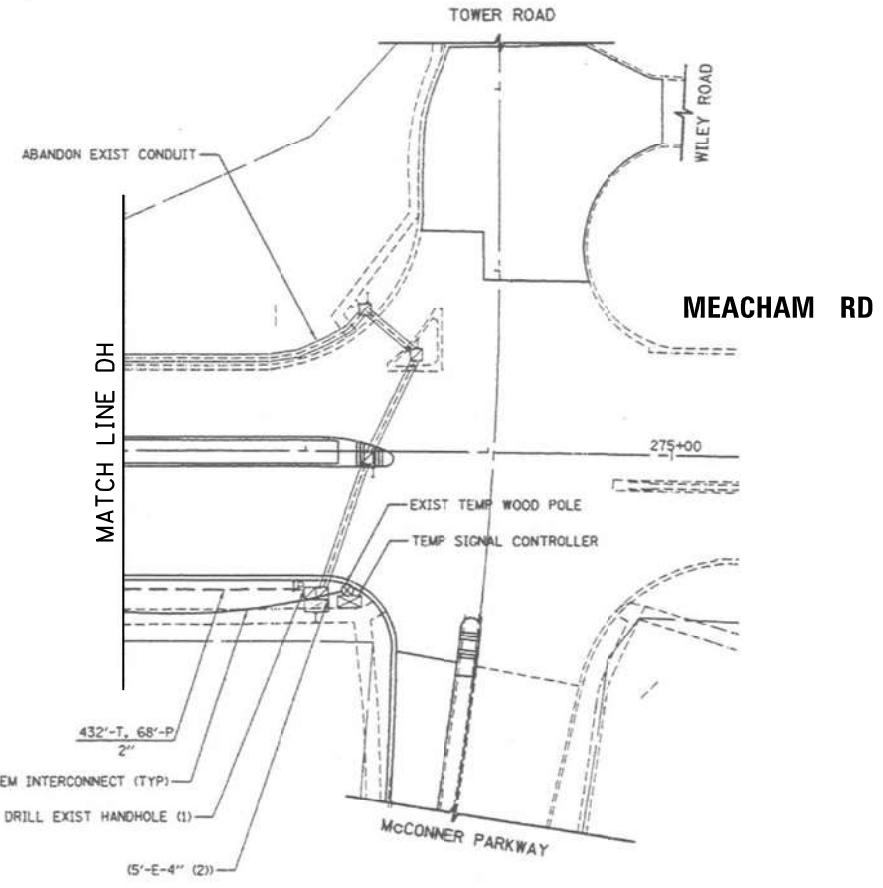 TOWER ROAD
WILEY ROAD
ABANDON EXIST CONDUIT
MEACHAM RD
MATCH LINE DH
275+00
EXIST TEMP WOOD POLE
TEMP SIGNAL CONTROLLER
432'-T, 68'-P
2"
EM INTERCONNECT (TYP)
DRILL EXIST HANDHOLE (1)
(5'-E-4" (2))
McCONNER PARKWAY